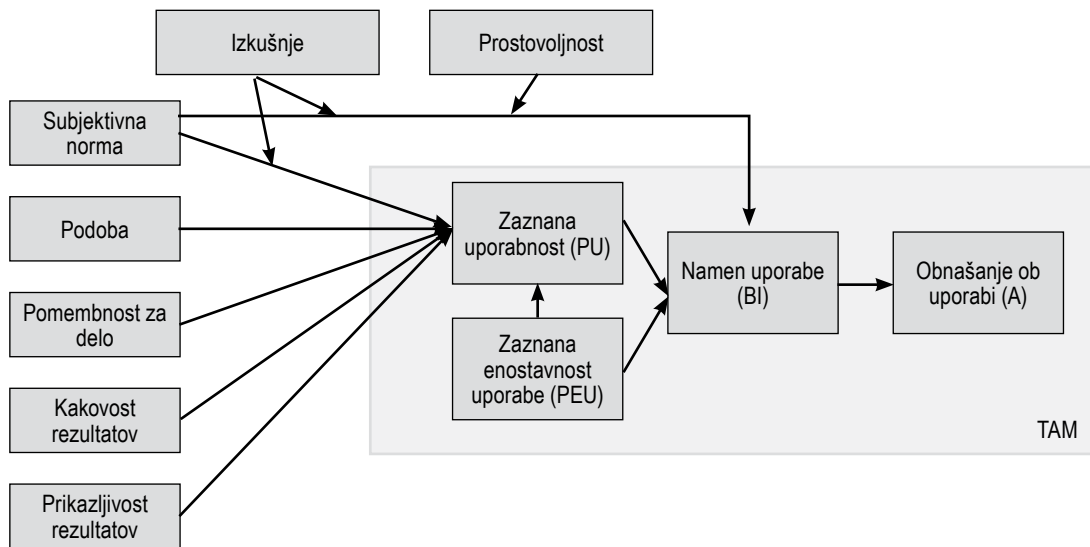 Izkušnje
Prostovoljnost
Subjektivna
norma
Podoba
Pomembnost za
delo
Kakovost
rezultatov
Prikazljivost
rezultatov
Zaznana
uporabnost (PU)
Zaznana
enostavnost
uporabe (PEU)
Namen uporabe
(BI)
Obnašanje ob
uporabi (A)
TAM